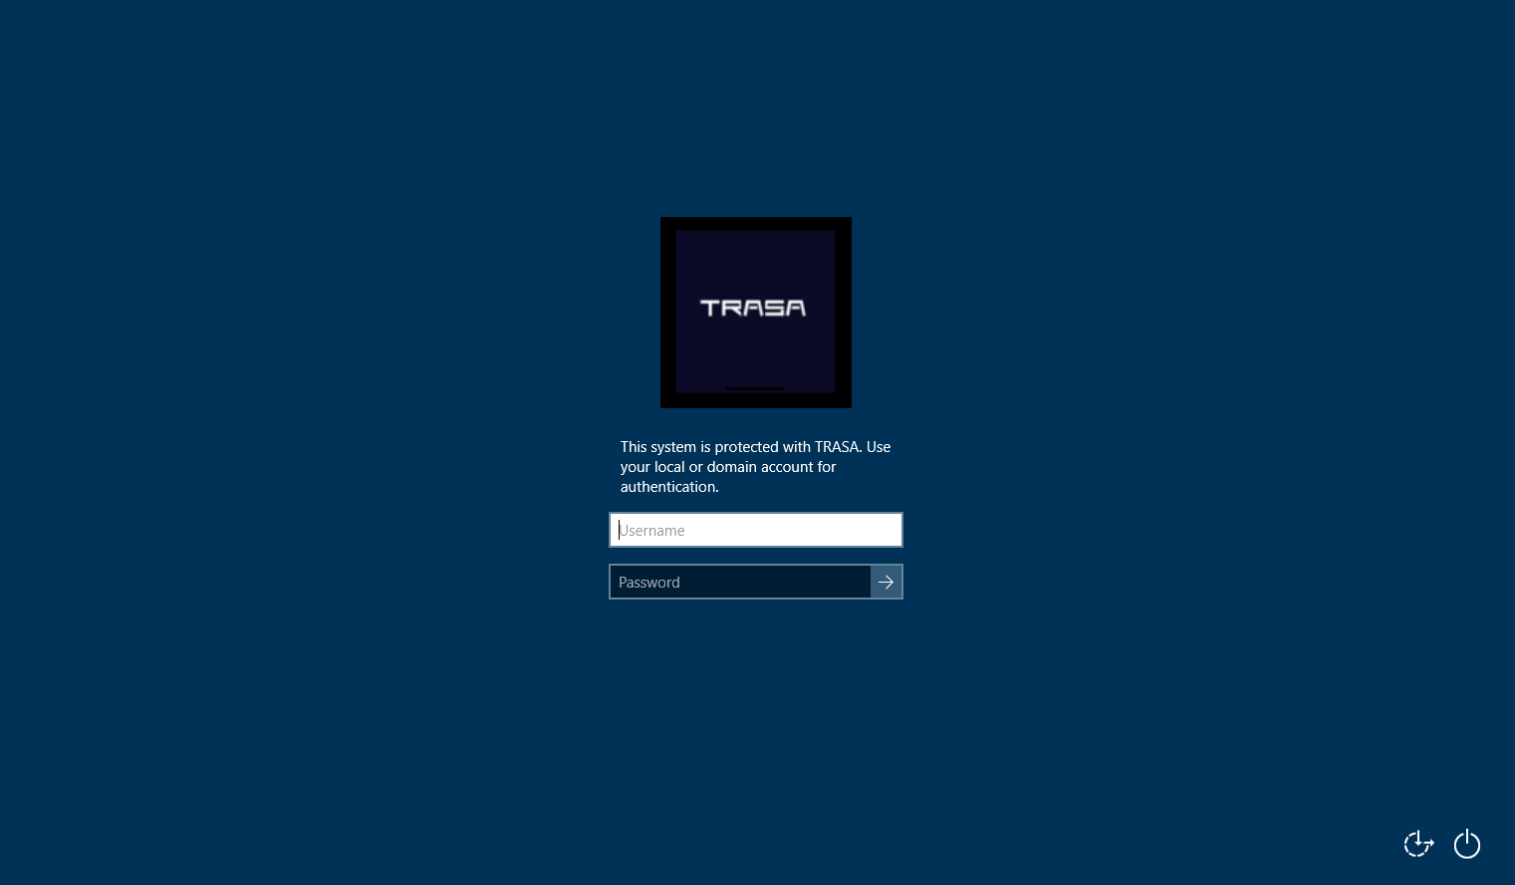 TRASA
This system is protected with TRASA. Use
your local or domain account for
authentication.
Username
Password